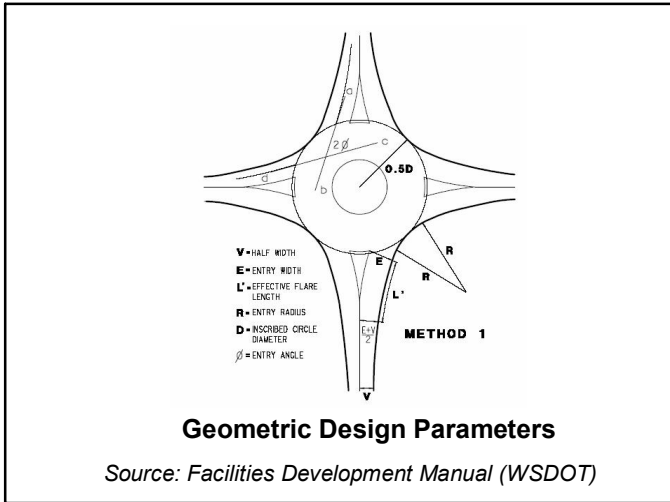 a
2Ø
c
d
b
0.5D
V=HALF WIDTH
E=ENTRY WIDTH
L'=EFFECTIVE FLARE
LENGTH
R=ENTRY RADIUS
D=INSCRIBED CIRCLE
DIAMETER
Ø=ENTRY ANGLE
E
R
R
L'
E+V
2
METHOD 1
V
Geometric Design Parameters
Source: Facilities Development Manual (WSDOT)